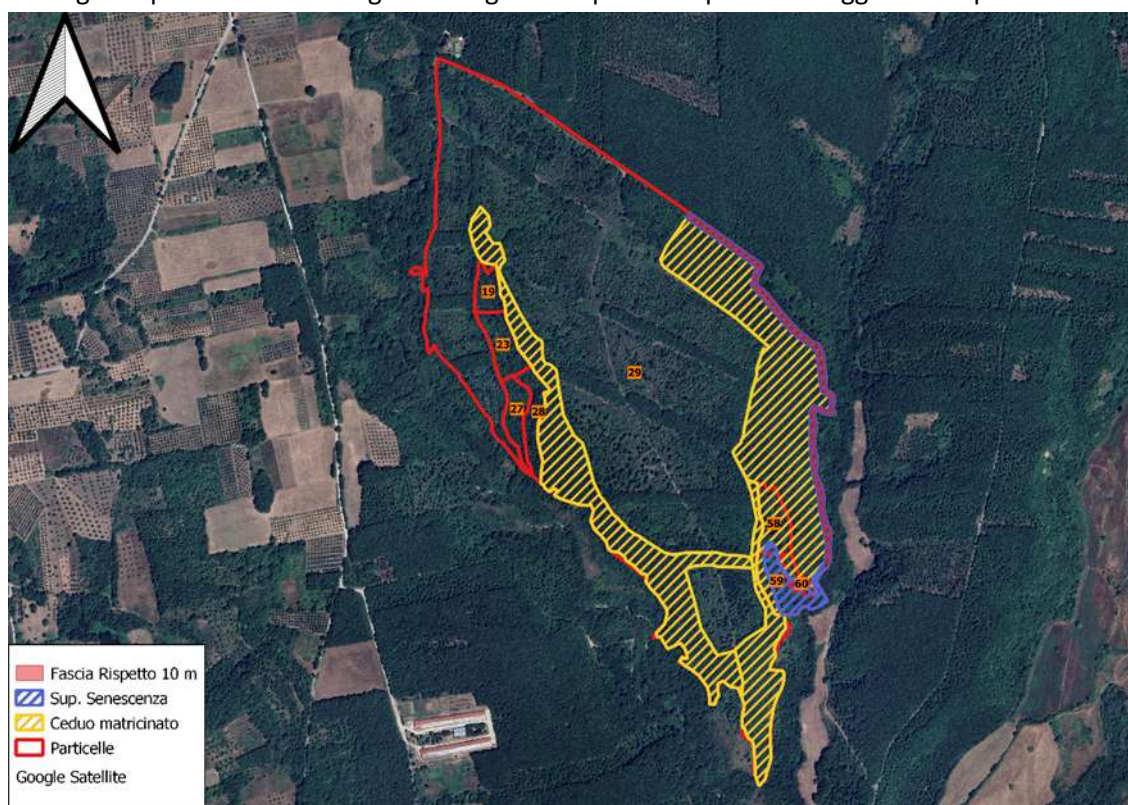 19
23
29
27
28
58
59
60
Fascia Rispetto 10 m
Sup. Senescenza
Ceduo matricinato
Particelle
Google Satellite